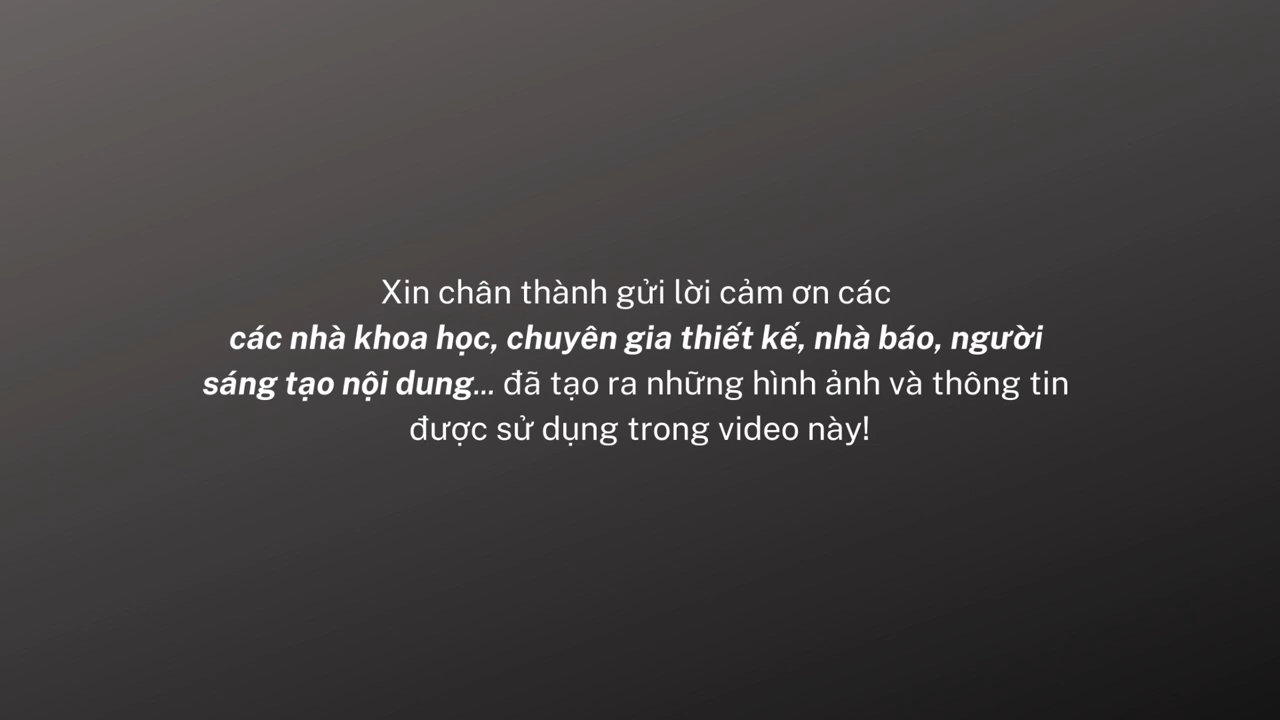 Xin chân thành gửi lời cảm ơn các
các nhà khoa học, chuyên gia thiết kế, nhà báo, người
sáng tạo nội dung... đã tạo ra những hình ảnh và thông tin
được sử dụng trong video này!